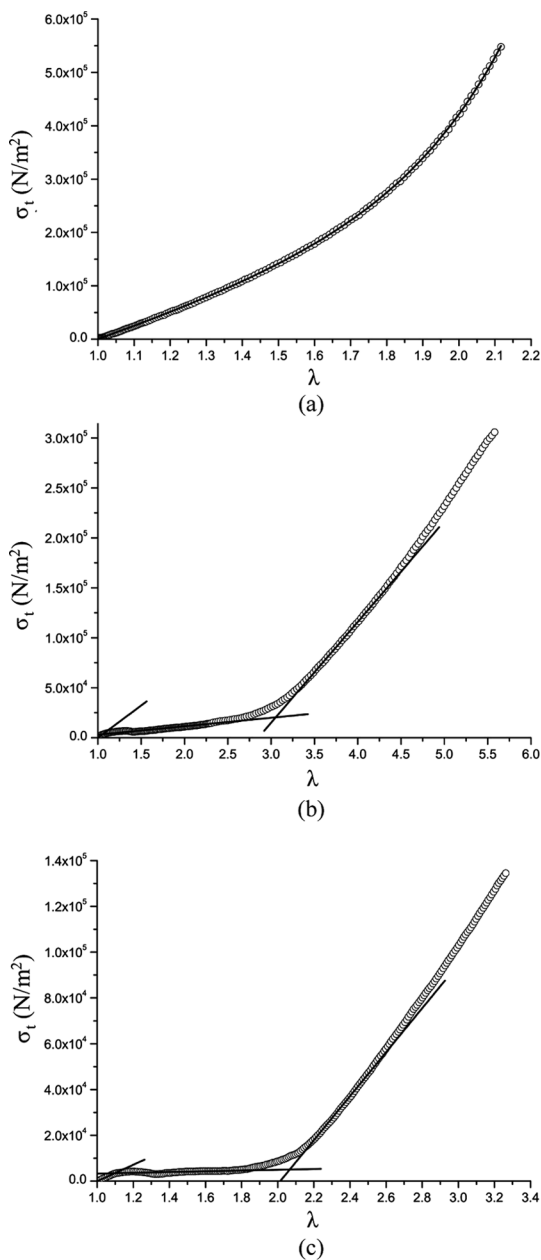 6.0x10⁵
5.0x10⁵
4.0x10⁵
3.0x10⁵
2.0x10⁵
1.0x10⁵
0.0
σt (N/m²)
1.0 1.1 1.2 1.3 1.4 1.5 1.6 1.7 1.8 1.9 2.0 2.1 2.2
λ
(a)
3.0x10⁵
2.5x10⁵
2.0x10⁵
1.5x10⁵
1.0x10⁵
5.0x10⁴
0.0
σt (N/m²)
1.0 1.5 2.0 2.5 3.0 3.5 4.0 4.5 5.0 5.5 6.0
λ
(b)
1.4x10⁵
1.2x10⁵
1.0x10⁵
8.0x10⁴
6.0x10⁴
4.0x10⁴
2.0x10⁴
0.0
σt (N/m²)
1.0 1.2 1.4 1.6 1.8 2.0 2.2 2.4 2.6 2.8 3.0 3.2 3.4
λ
(c)